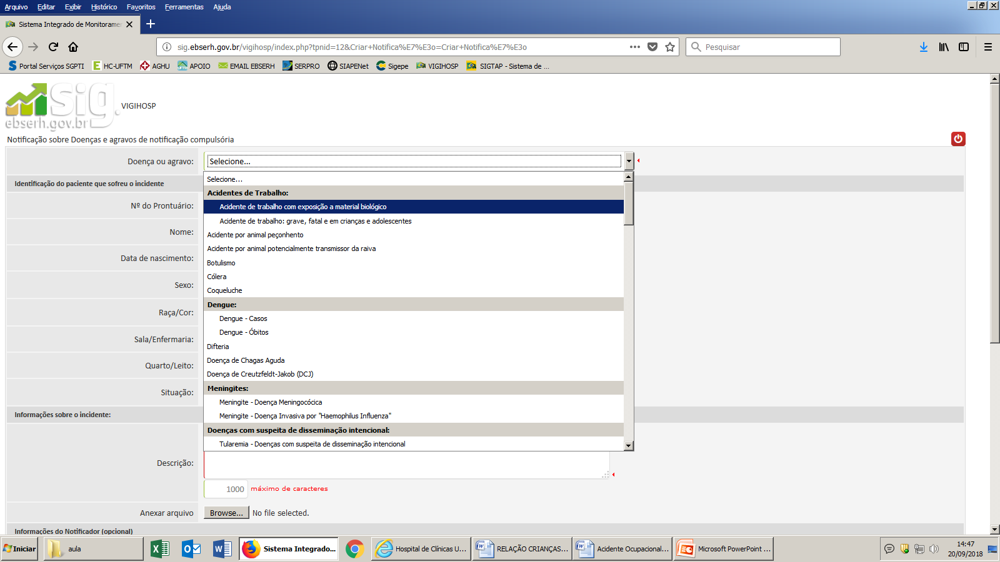 Arquivo Editar Exibir Histórico Favoritos Ferramentas Ajuda
Sistema Integrado de Monitoramen
sig.ebserh.gov.br/vigihosp/index.php?tpnid=12&Criar+Notifica%E7%E3o=Criar+Notifica%E7%E3o
Pesquisar
Portal Serviços SGPTI HC-UFTM AGHU APOIO EMAIL EBSERH SERPRO SIAPENet Sigepe VIGIHOSP SIGTAP - Sistema de ...
Sig.
ebserh.gov.br
VIGIHOSP
Notificação sobre Doenças e agravos de notificação compulsória
Doença ou agravo: Selecione...
Selecione...
Identificação do paciente que sofreu o incidente
Acidentes de Trabalho:
Nº do Prontuário: Acidente de trabalho com exposição a material biológico
Acidente de trabalho: grave, fatal e em crianças e adolescentes
Nome: Acidente por animal peçonhento
Acidente por animal potencialmente transmissor da raiva
Data de nascimento: Botulismo
Cólera
Sexo: Coqueluche
Dengue:
Raça/Cor: Dengue - Casos
Dengue - Óbitos
Sala/Enfermaria: Difteria
Doença de Chagas Aguda
Quarto/Leito: Doença de Creutzfeldt-Jakob (DCJ)
Situação: Meningites:
Meningite - Doença Meningocócica
Informações sobre o incidente: Meningite - Doença Invasiva por "Haemophilus Influenza"
Doenças com suspeita de disseminação intencional:
Tularemia - Doenças com suspeita de disseminação intencional
Descrição:
1000 máximo de caracteres
Anexar arquivo Browse... No file selected.
Informações do Notificador (opcional)
Iniciar aula Sistema Integrado... Hospital de Clínicas U... RELAÇÃO CRIANÇAS... Acidente Ocupacional... Microsoft PowerPoint ... 14:47
20/09/2018